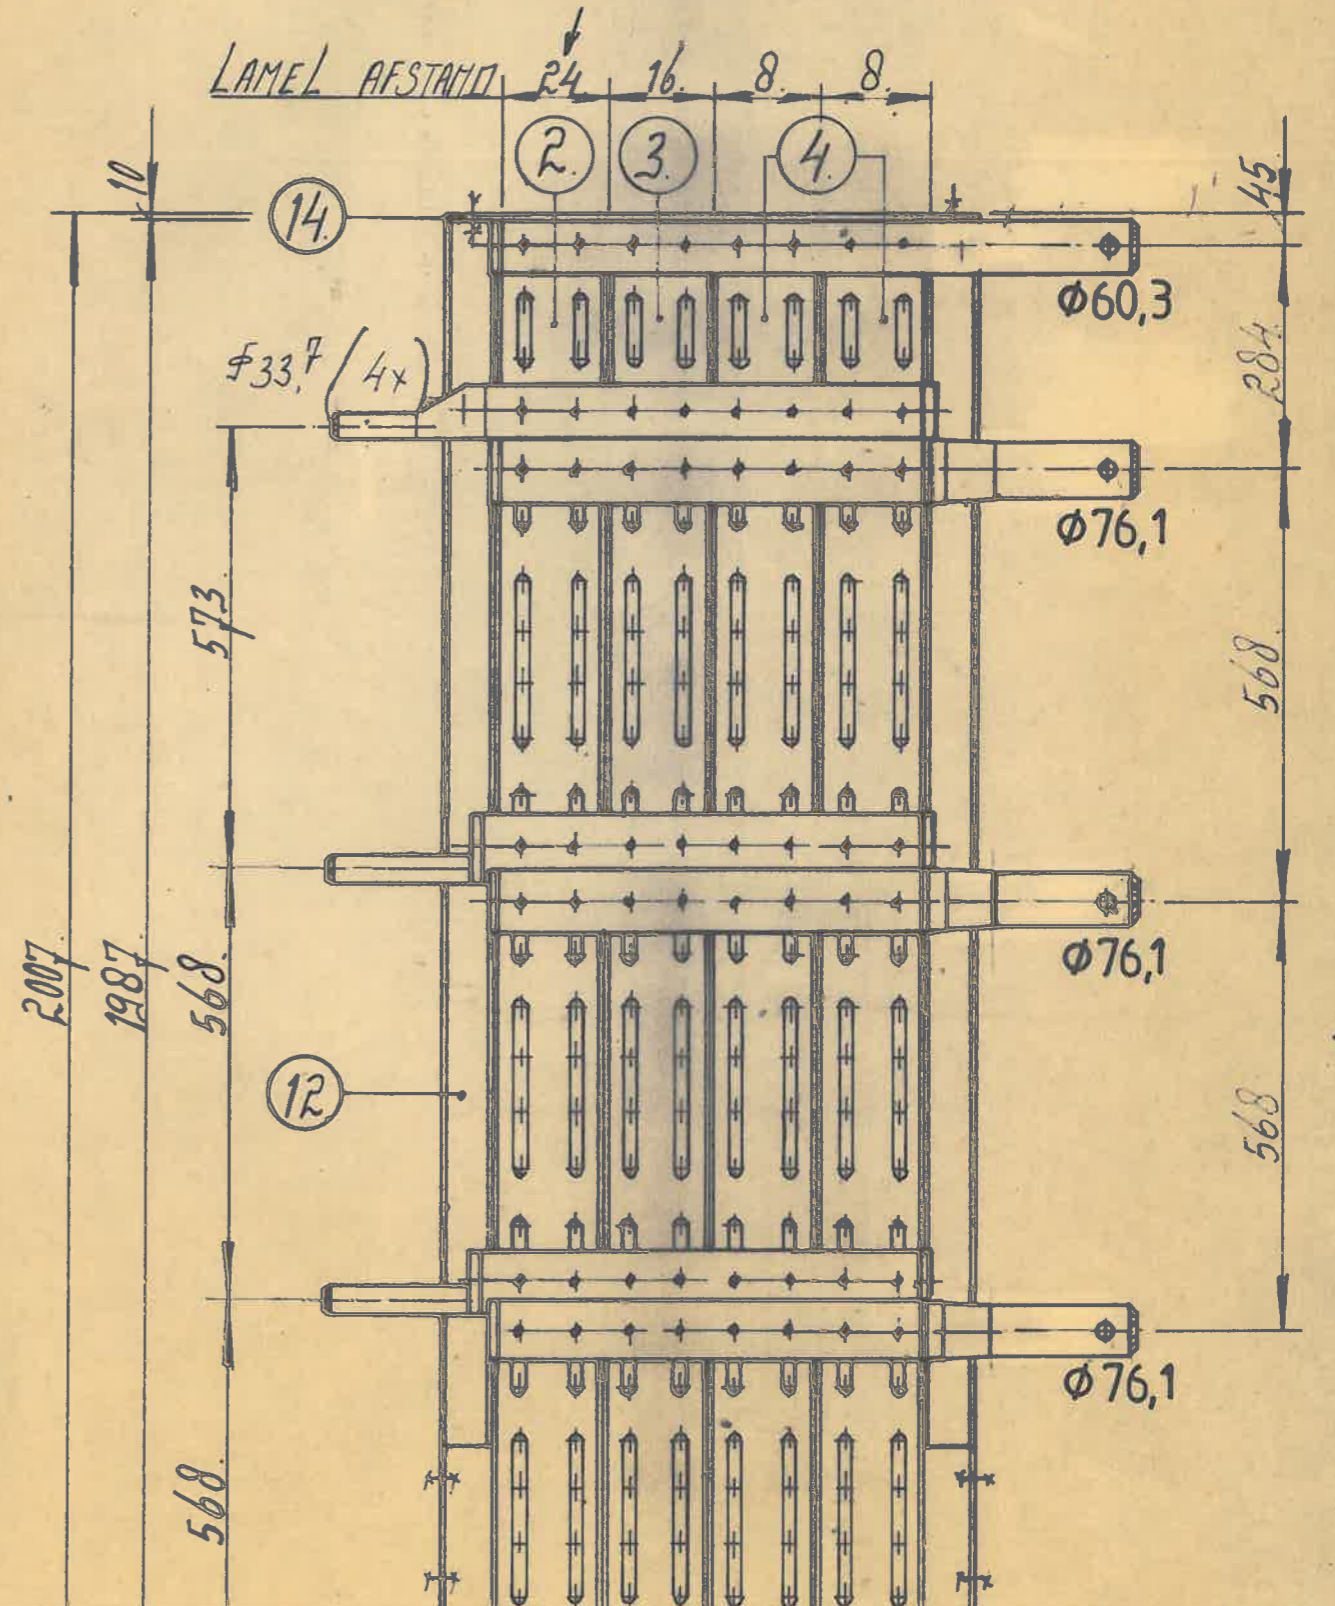 LAMEL AFSTAND 24 16. 8. 8.
2. 3. 4.
10
14.
45.
Ø60,3
Ø33,7 (4x)
284.
Ø76,1
573.
568.
Ø76,1
2007.
1987.
568.
12
568
Ø76,1
568.